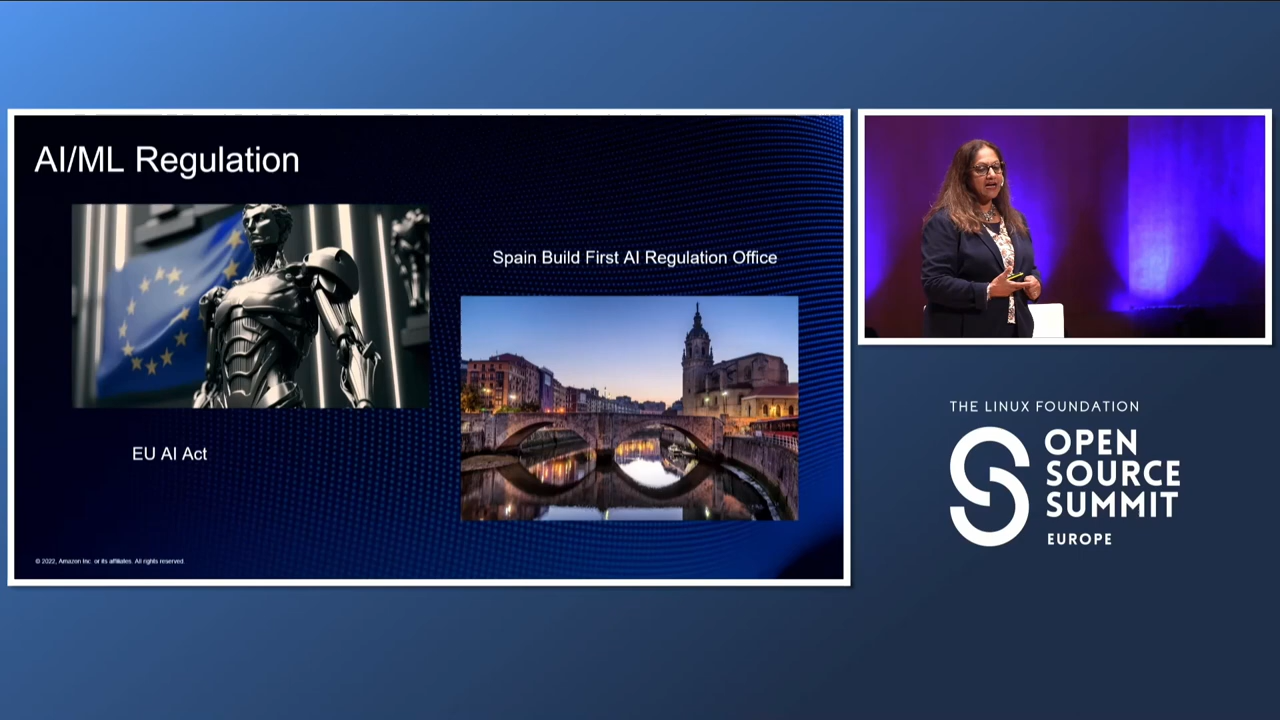 AI/ML Regulation
Spain Build First AI Regulation Office
EU AI Act
© 2022, Amazon Inc. or its affiliates. All rights reserved.
THE LINUX FOUNDATION
OPEN
SOURCE
SUMMIT
EUROPE